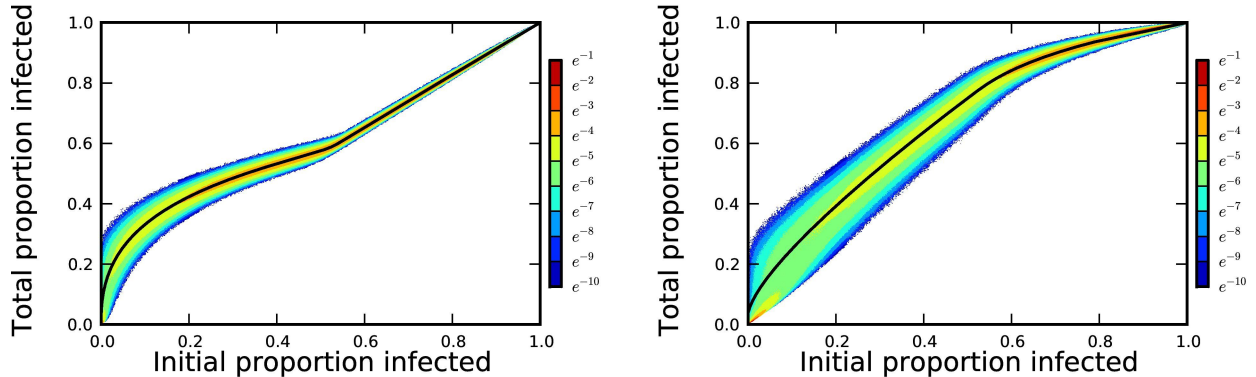 Total proportion infected
1.0
0.8
0.6
0.4
0.2
0.0
0.0 0.2 0.4 0.6 0.8 1.0
Initial proportion infected
e^{-1}
e^{-2}
e^{-3}
e^{-4}
e^{-5}
e^{-6}
e^{-7}
e^{-8}
e^{-9}
e^{-10}
Total proportion infected
1.0
0.8
0.6
0.4
0.2
0.0
0.0 0.2 0.4 0.6 0.8 1.0
Initial proportion infected
e^{-1}
e^{-2}
e^{-3}
e^{-4}
e^{-5}
e^{-6}
e^{-7}
e^{-8}
e^{-9}
e^{-10}